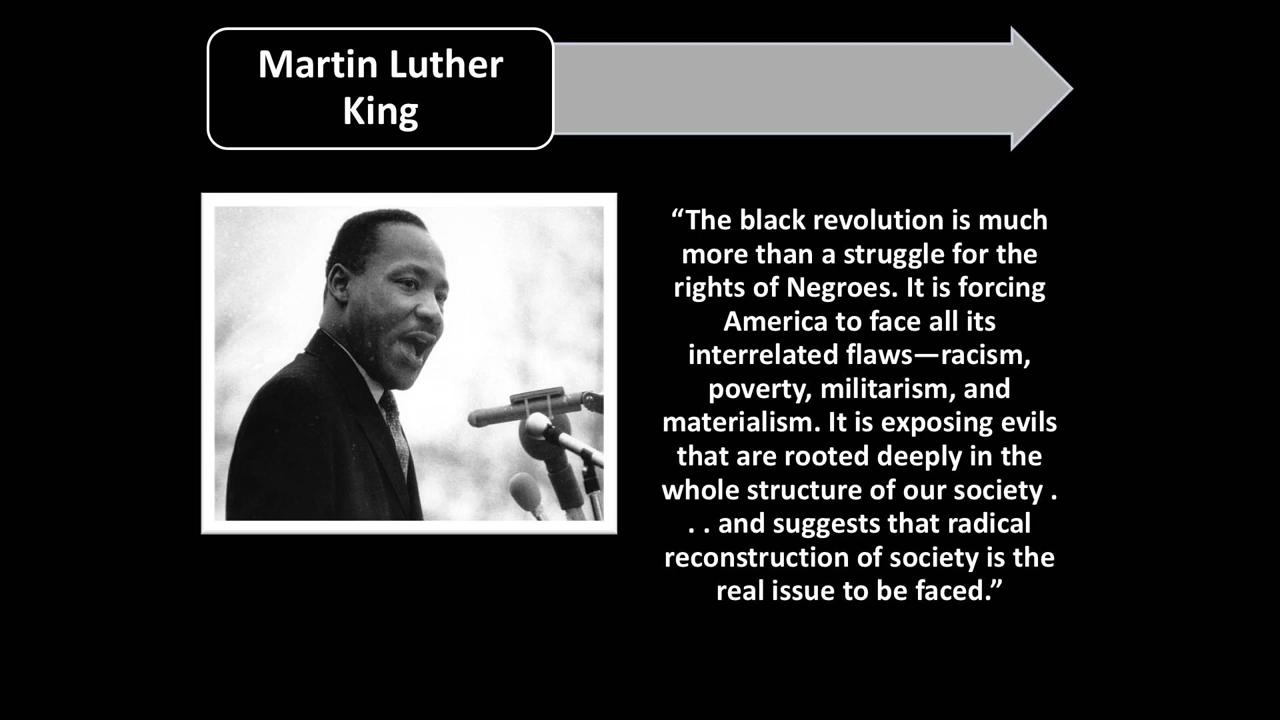 Martin Luther
King
“The black revolution is much
more than a struggle for the
rights of Negroes. It is forcing
America to face all its
interrelated flaws—racism,
poverty, militarism, and
materialism. It is exposing evils
that are rooted deeply in the
whole structure of our society .
. . and suggests that radical
reconstruction of society is the
real issue to be faced.”